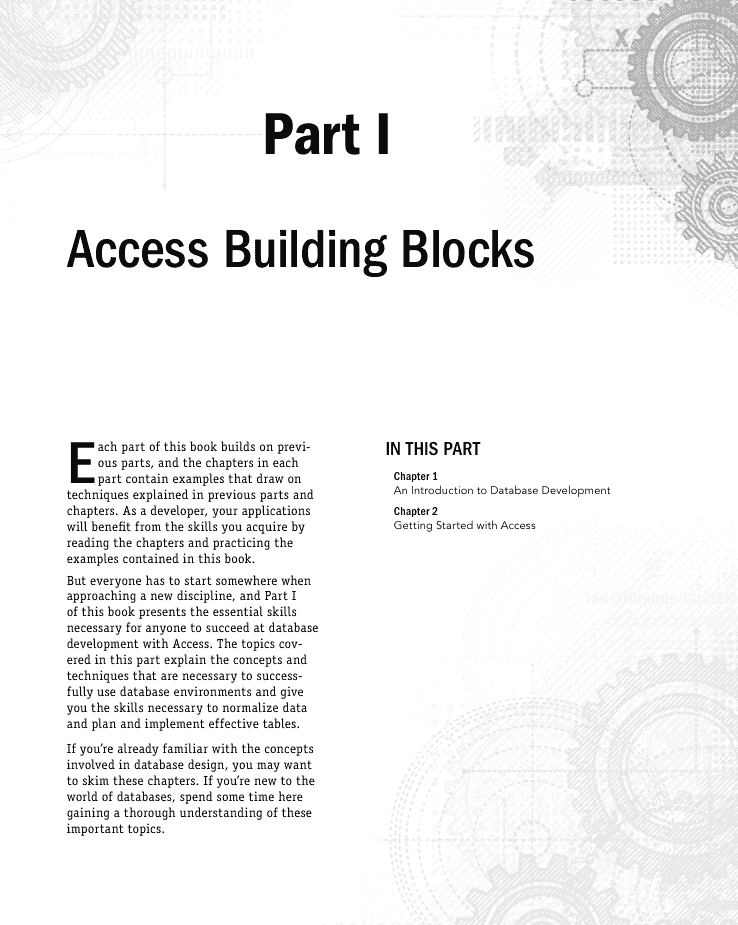 Part I
Access Building Blocks
Each part of this book builds on previ-
ous parts, and the chapters in each
part contain examples that draw on
techniques explained in previous parts and
chapters. As a developer, your applications
will benefit from the skills you acquire by
reading the chapters and practicing the
examples contained in this book.
But everyone has to start somewhere when
approaching a new discipline, and Part I
of this book presents the essential skills
necessary for anyone to succeed at database
development with Access. The topics cov-
ered in this part explain the concepts and
techniques that are necessary to success-
fully use database environments and give
you the skills necessary to normalize data
and plan and implement effective tables.
If you’re already familiar with the concepts
involved in database design, you may want
to skim these chapters. If you’re new to the
world of databases, spend some time here
gaining a thorough understanding of these
important topics.
IN THIS PART
Chapter 1
An Introduction to Database Development
Chapter 2
Getting Started with Access
X